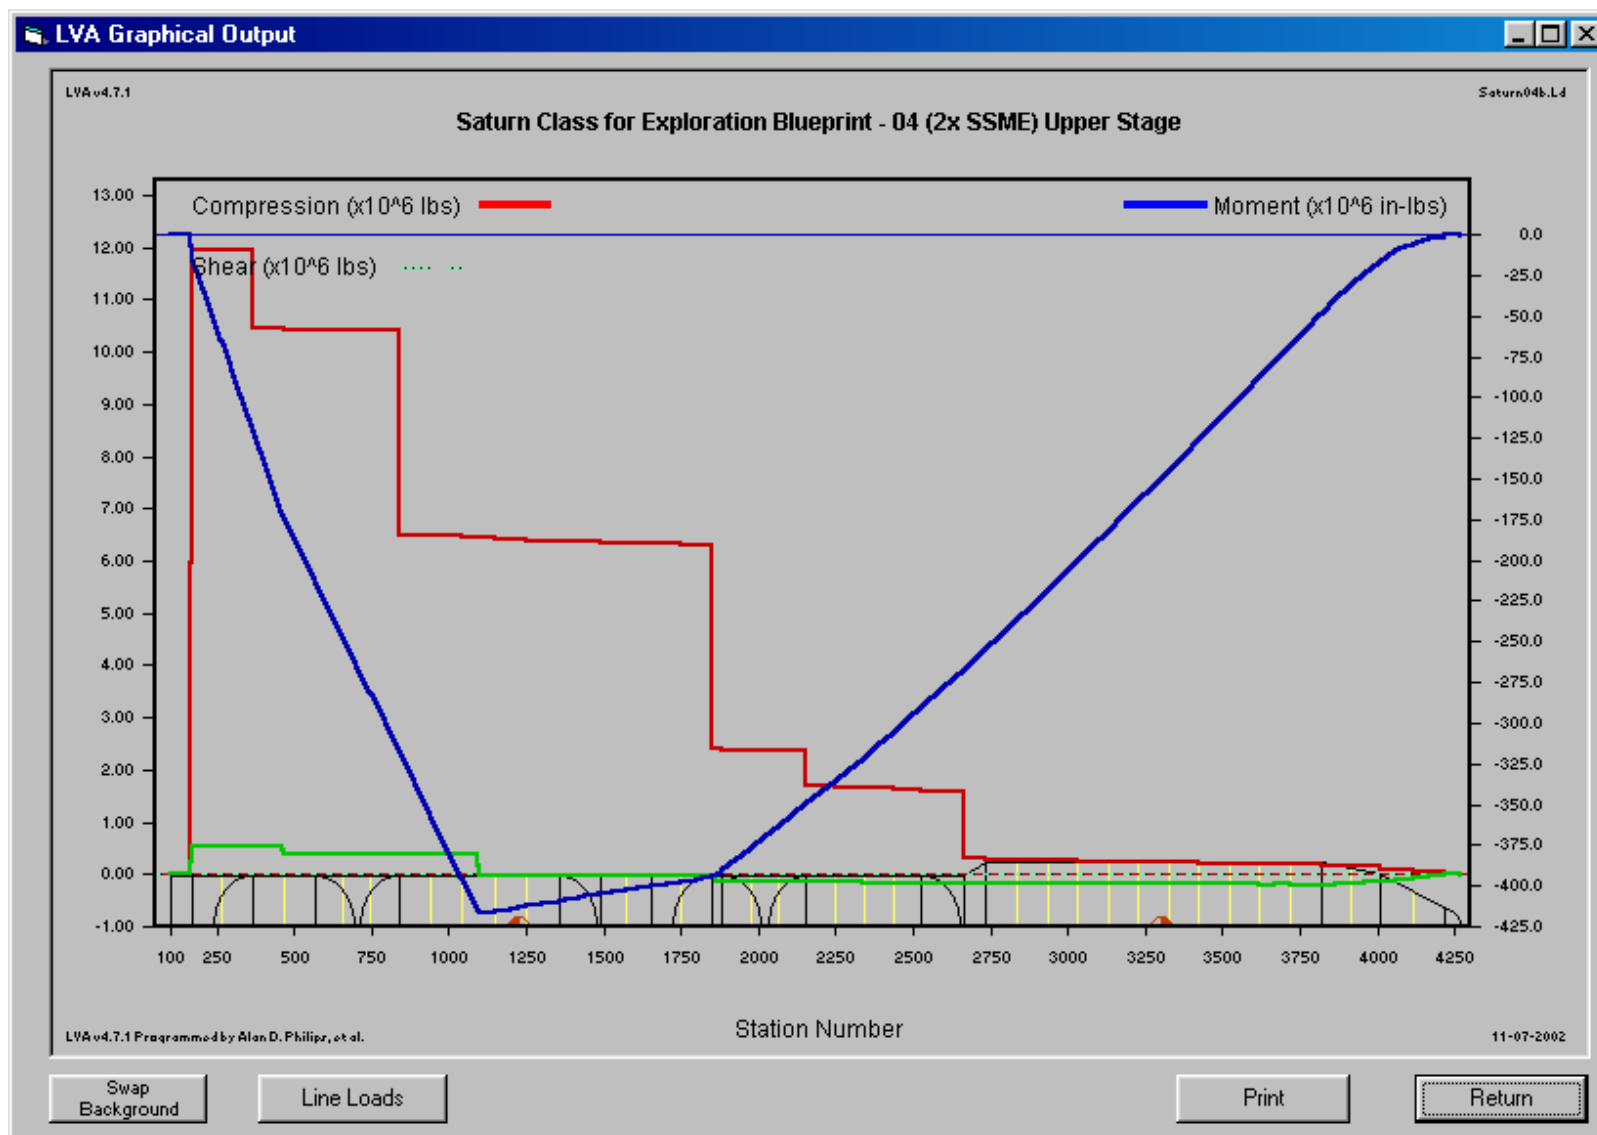 LVA Graphical Output
LVA v4.7.1
Saturn04b.Ld
Saturn Class for Exploration Blueprint - 04 (2x SSME) Upper Stage
Compression (x10^6 lbs)
Moment (x10^6 in-lbs)
Shear (x10^6 lbs)
13.00
12.00
11.00
10.00
9.00
8.00
7.00
6.00
5.00
4.00
3.00
2.00
1.00
0.00
-1.00
0.0
-25.0
-50.0
-75.0
-100.0
-125.0
-150.0
-175.0
-200.0
-225.0
-250.0
-275.0
-300.0
-325.0
-350.0
-375.0
-400.0
-425.0
100 250 500 750 1000 1250 1500 1750 2000 2250 2500 2750 3000 3250 3500 3750 4000 4250
Station Number
LVA v4.7.1 Programmed by Alan D. Philips, et al.
11-07-2002
Swap
Background
Line Loads
Print
Return